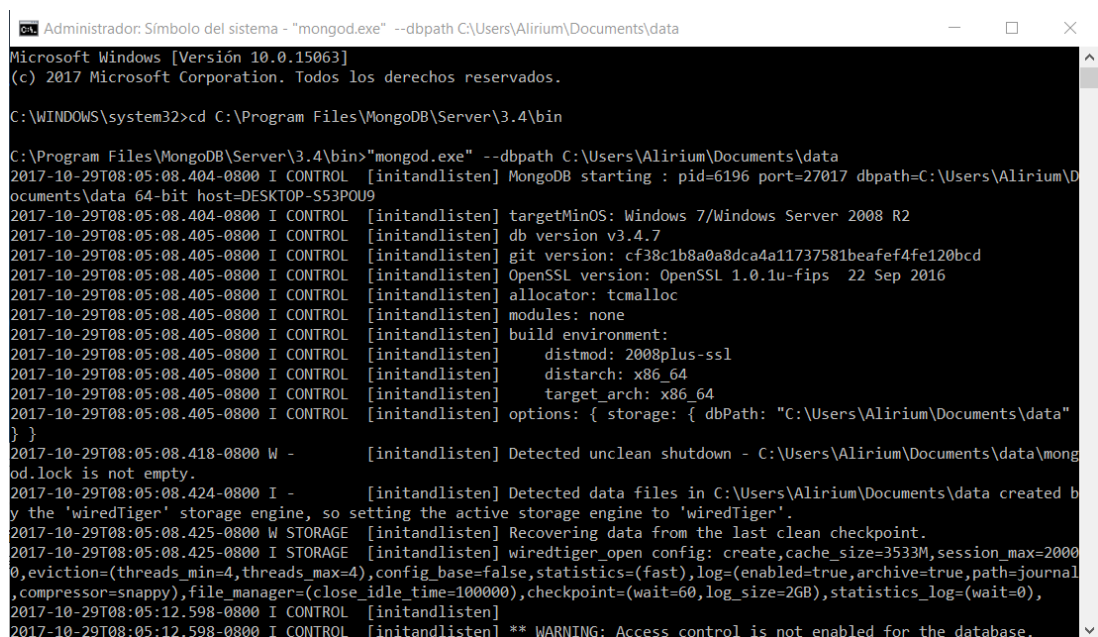 Administrador: Símbolo del sistema - "mongod.exe"  --dbpath C:\Users\Alirium\Documents\data
Microsoft Windows [Versión 10.0.15063]
(c) 2017 Microsoft Corporation. Todos los derechos reservados.
C:\WINDOWS\system32>cd C:\Program Files\MongoDB\Server\3.4\bin
C:\Program Files\MongoDB\Server\3.4\bin>"mongod.exe" --dbpath C:\Users\Alirium\Documents\data
2017-10-29T08:05:08.404-0800 I CONTROL  [initandlisten] MongoDB starting : pid=6196 port=27017 dbpath=C:\Users\Alirium\D
ocuments\data 64-bit host=DESKTOP-S53POU9
2017-10-29T08:05:08.404-0800 I CONTROL  [initandlisten] targetMinOS: Windows 7/Windows Server 2008 R2
2017-10-29T08:05:08.405-0800 I CONTROL  [initandlisten] db version v3.4.7
2017-10-29T08:05:08.405-0800 I CONTROL  [initandlisten] git version: cf38c1b8a0a8dca4a11737581beafef4fe120bcd
2017-10-29T08:05:08.405-0800 I CONTROL  [initandlisten] OpenSSL version: OpenSSL 1.0.1u-fips  22 Sep 2016
2017-10-29T08:05:08.405-0800 I CONTROL  [initandlisten] allocator: tcmalloc
2017-10-29T08:05:08.405-0800 I CONTROL  [initandlisten] modules: none
2017-10-29T08:05:08.405-0800 I CONTROL  [initandlisten] build environment:
2017-10-29T08:05:08.405-0800 I CONTROL  [initandlisten]     distmod: 2008plus-ssl
2017-10-29T08:05:08.405-0800 I CONTROL  [initandlisten]     distarch: x86_64
2017-10-29T08:05:08.405-0800 I CONTROL  [initandlisten]     target_arch: x86_64
2017-10-29T08:05:08.405-0800 I CONTROL  [initandlisten] options: { storage: { dbPath: "C:\Users\Alirium\Documents\data"
} }
2017-10-29T08:05:08.418-0800 W -        [initandlisten] Detected unclean shutdown - C:\Users\Alirium\Documents\data\mong
od.lock is not empty.
2017-10-29T08:05:08.424-0800 I -        [initandlisten] Detected data files in C:\Users\Alirium\Documents\data created b
y the 'wiredTiger' storage engine, so setting the active storage engine to 'wiredTiger'.
2017-10-29T08:05:08.425-0800 W STORAGE  [initandlisten] Recovering data from the last clean checkpoint.
2017-10-29T08:05:08.425-0800 I STORAGE  [initandlisten] wiredtiger_open config: create,cache_size=3533M,session_max=2000
0,eviction=(threads_min=4,threads_max=4),config_base=false,statistics=(fast),log=(enabled=true,archive=true,path=journal
,compressor=snappy),file_manager=(close_idle_time=100000),checkpoint=(wait=60,log_size=2GB),statistics_log=(wait=0),
2017-10-29T08:05:12.598-0800 I CONTROL  [initandlisten]
2017-10-29T08:05:12.598-0800 I CONTROL  [initandlisten] ** WARNING: Access control is not enabled for the database.